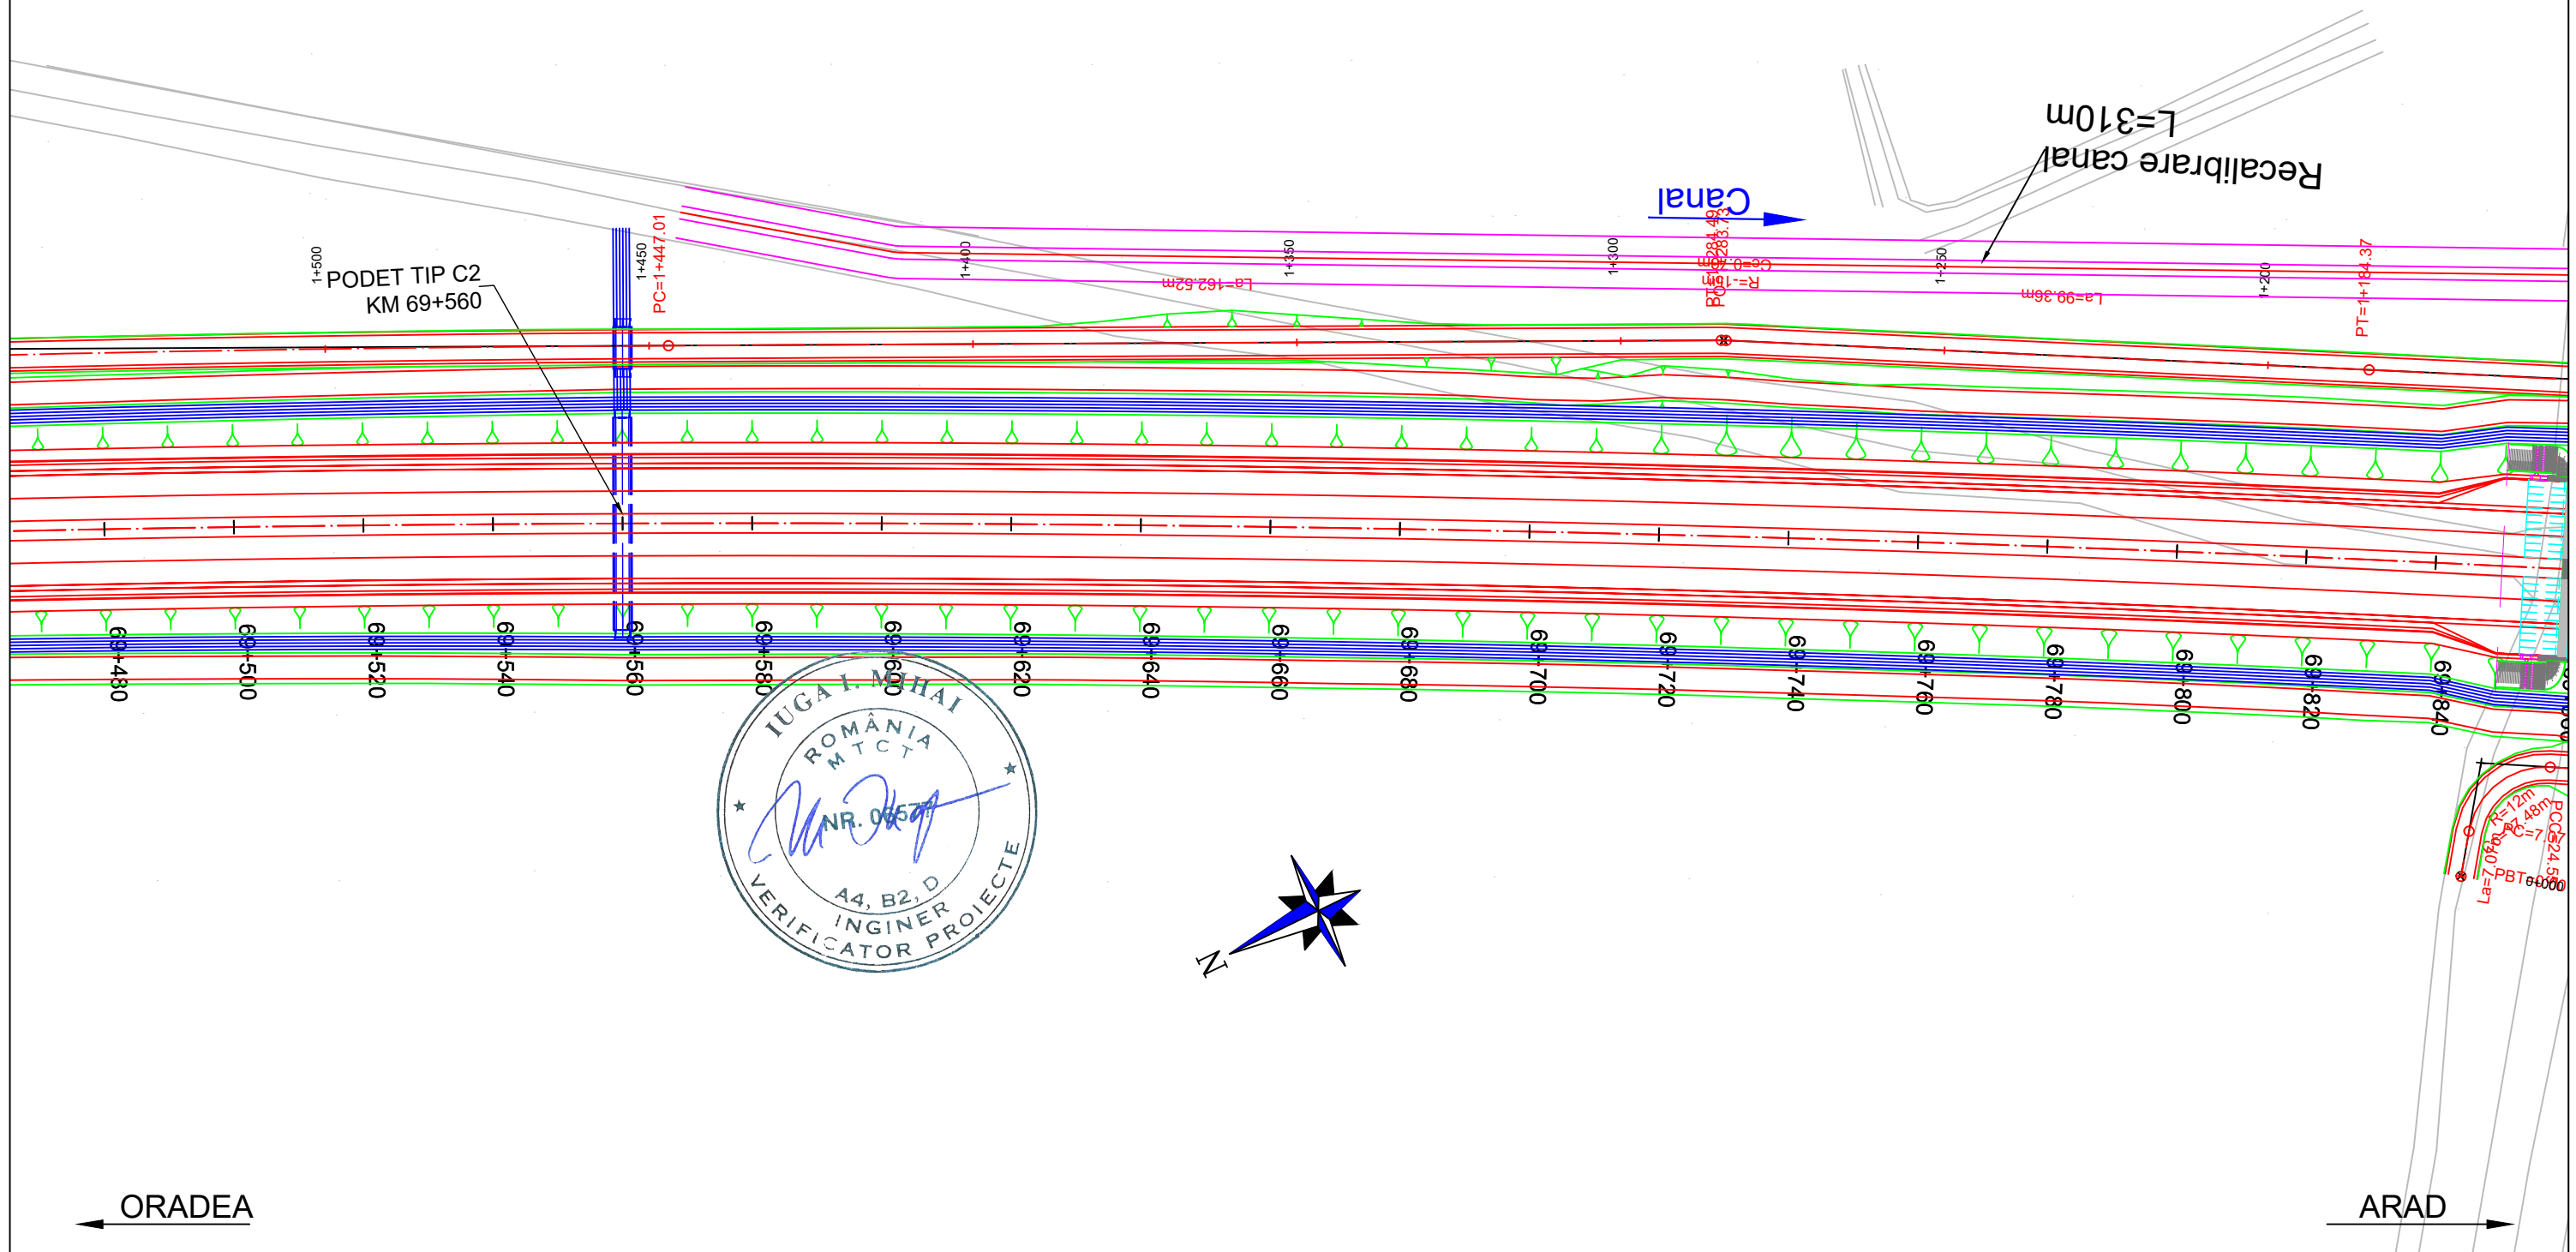 L=310m
Recalibrare canal
Canal
PODET TIP C2
KM 69+560
1+500
1+450
PC=1+447.01
1+400
La=162.52m
1+350
1+300
R=-15m
1+250
La=99.36m
1+200
PT=1+184.37
69+480
69+500
69+520
69+540
69+560
69+580
69+600
69+620
69+640
69+660
69+680
69+700
69+720
69+740
69+760
69+780
69+800
69+820
69+840
IUGA I. MIHAI
ROMÂNIA
M T C T
NR. 06577
A4, B2, D
INGINER
VERIFICATOR PROIECTE
N
R=12m
0+000
ORADEA
ARAD